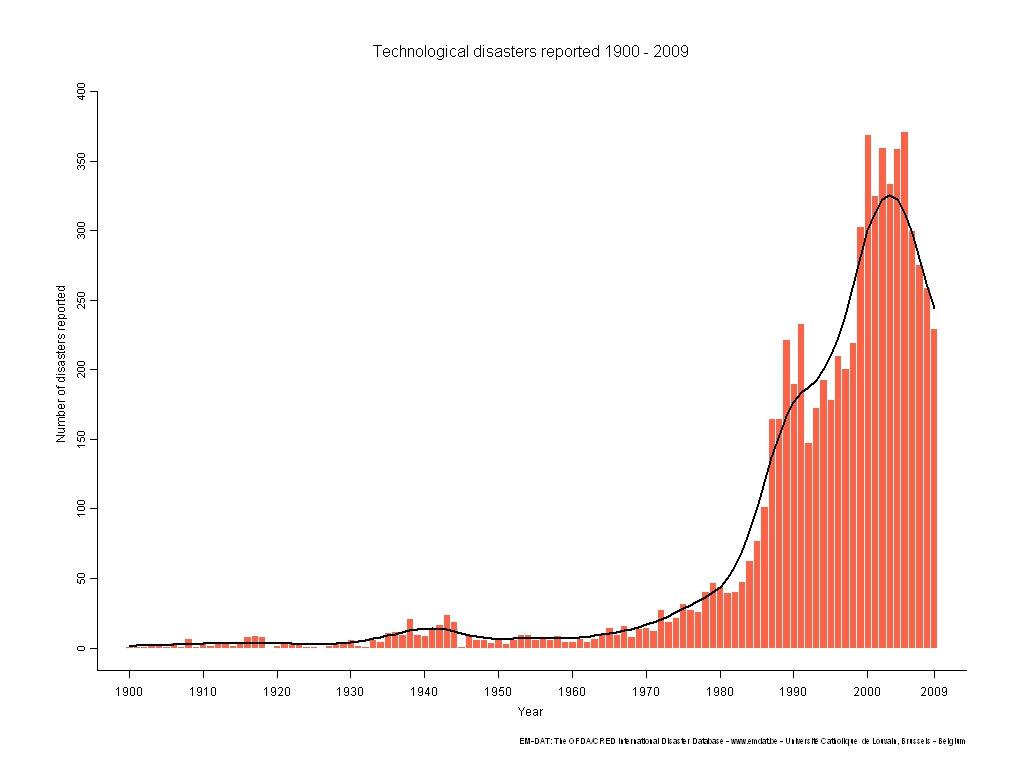 Technological disasters reported 1900 - 2009
400
350
300
250
200
150
100
50
0
Number of disasters reported
1900 1910 1920 1930 1940 1950 1960 1970 1980 1990 2000 2009
Year
EM-DAT: The OFDA/CRED International Disaster Database - www.emdat.be - Université Catholique de Louvain, Brussels - Belgium